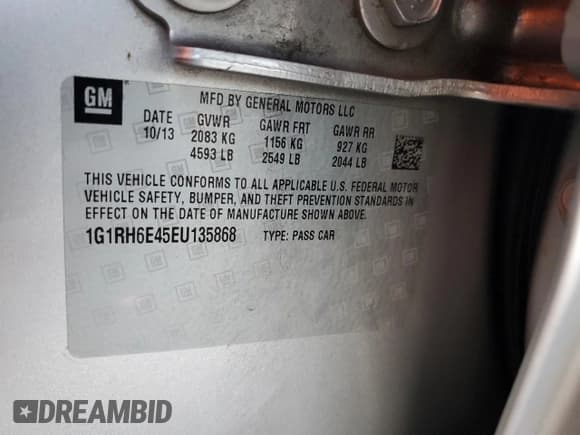 GM
MFD BY GENERAL MOTORS LLC
DATE GVWR GAWR FRT GAWR RR
10/13 2083 KG 1156 KG 927 KG
4593 LB 2549 LB 2044 LB
THIS VEHICLE CONFORMS TO ALL APPLICABLE U.S. FEDERAL MOTOR
VEHICLE SAFETY, BUMPER, AND THEFT PREVENTION STANDARDS IN
EFFECT ON THE DATE OF MANUFACTURE SHOWN ABOVE.
1G1RH6E45EU135868 TYPE: PASS CAR
DREAMBID